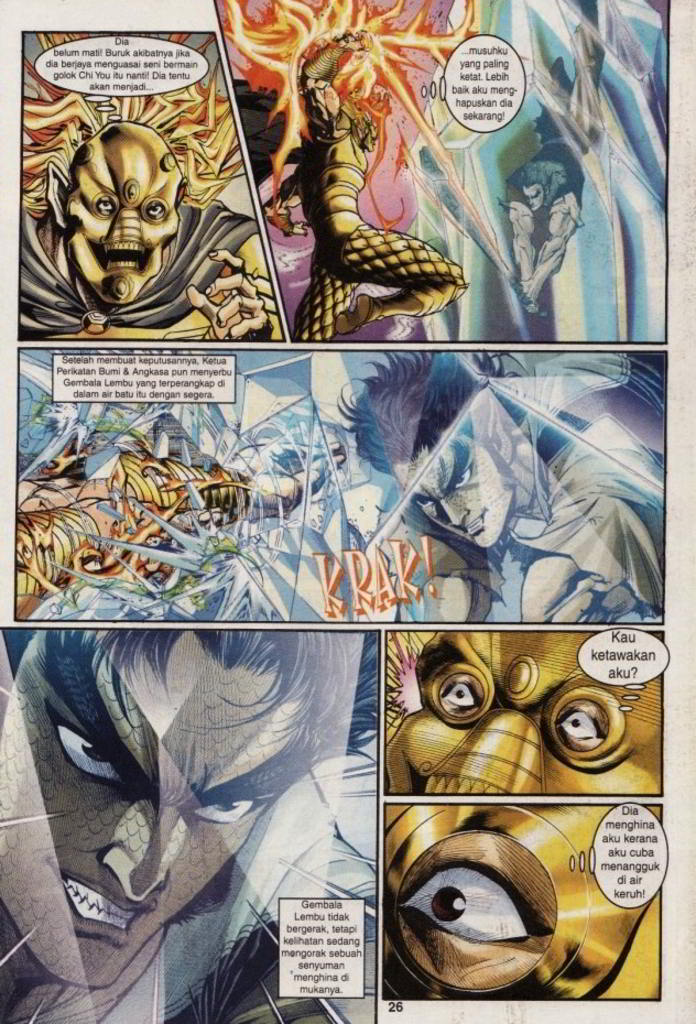 Dia
belum mati! Buruk akibatnya jika
dia berjaya menguasai seni bermain
golok Chi You itu nanti! Dia tentu
akan menjadi...
...musuhku
yang paling
ketat. Lebih
baik aku meng-
hapuskan dia
sekarang!
Setelah membuat keputusannya, Ketua
Perikatan Bumi & Angkasa pun menyerbu
Gembala Lembu yang terperangkap di
dalam air batu itu dengan segera.
KRAK!
Gembala
Lembu tidak
bergerak, tetapi
kelihatan sedang
mengorak sebuah
senyuman
menghina di
mukanya.
Kau
ketawakan
aku?
Dia
menghina
aku kerana
aku cuba
menangguk
di air
keruh!
26